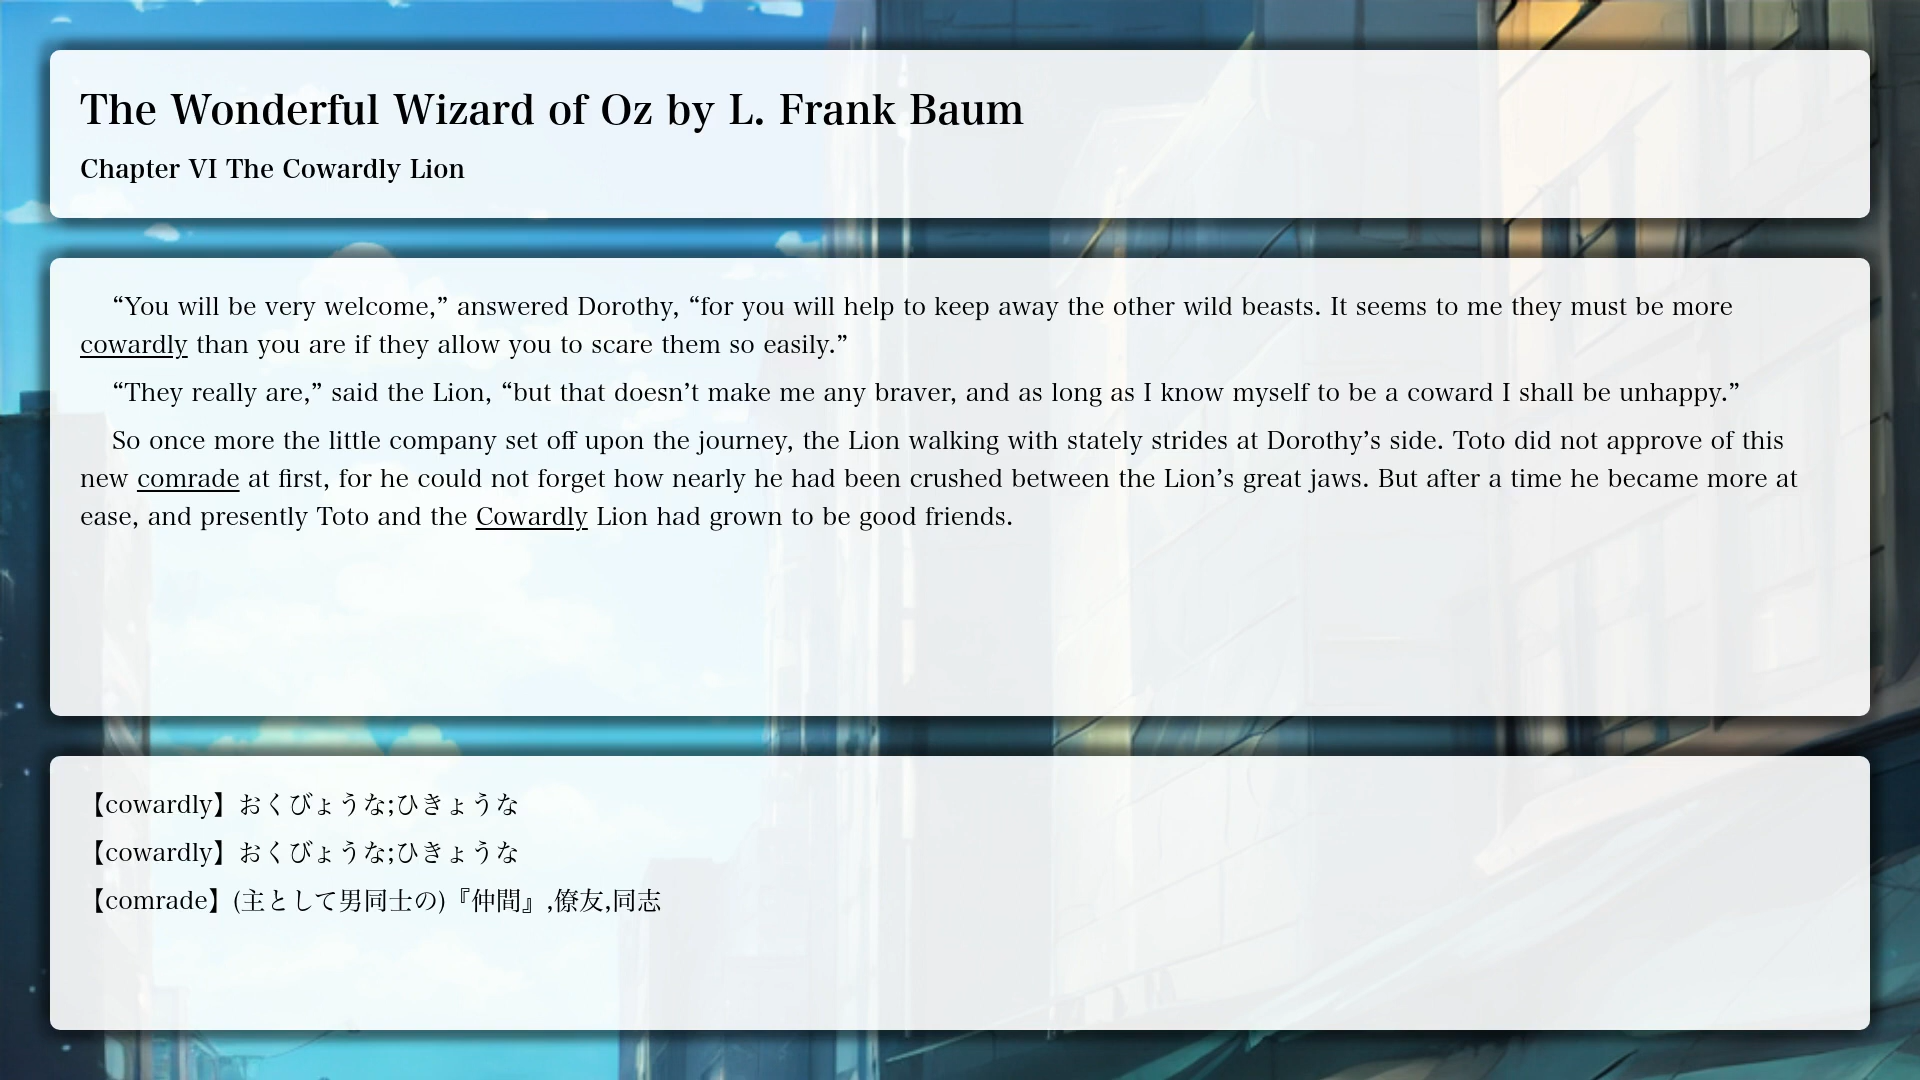 The Wonderful Wizard of Oz by L. Frank Baum
Chapter VI The Cowardly Lion
“You will be very welcome,” answered Dorothy, “for you will help to keep away the other wild beasts. It seems to me they must be more
cowardly than you are if they allow you to scare them so easily.”
“They really are,” said the Lion, “but that doesn’t make me any braver, and as long as I know myself to be a coward I shall be unhappy.”
So once more the little company set off upon the journey, the Lion walking with stately strides at Dorothy’s side. Toto did not approve of this
new comrade at first, for he could not forget how nearly he had been crushed between the Lion’s great jaws. But after a time he became more at
ease, and presently Toto and the Cowardly Lion had grown to be good friends.
【cowardly】おくびょうな;ひきょうな
【cowardly】おくびょうな;ひきょうな
【comrade】(主として男同士の)『仲間』,僚友,同志